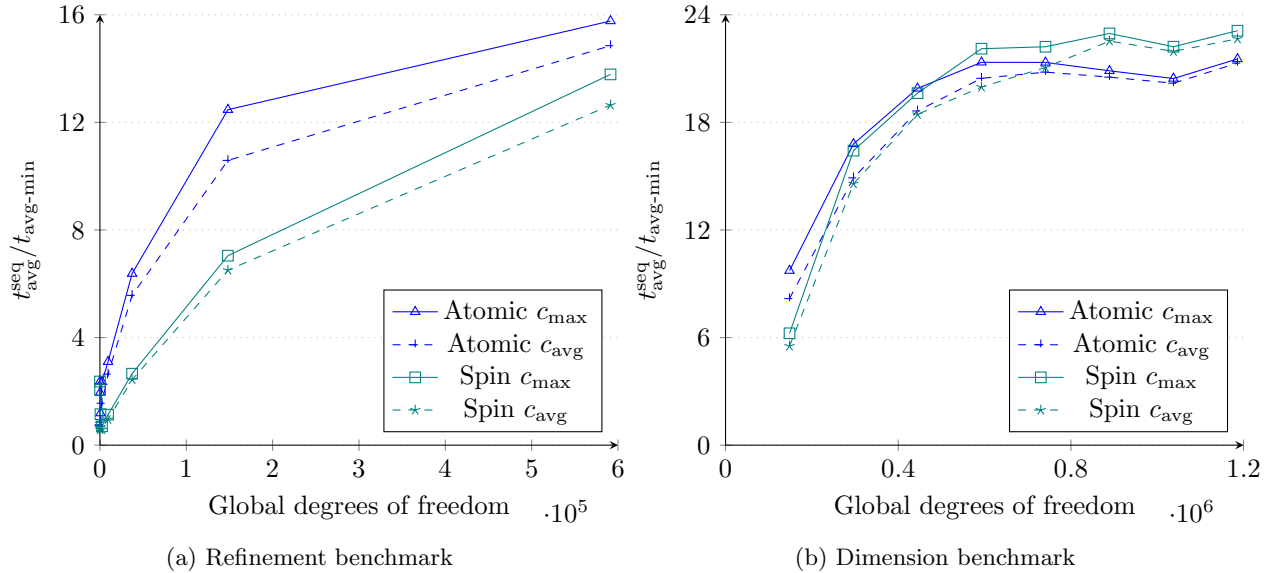 16
12
8
4
0
0 1 2 3 4 5 6
t_avg^seq/t_avg-min
Global degrees of freedom
·10^5
Atomic c_max
Atomic c_avg
Spin c_max
Spin c_avg
(a) Refinement benchmark
24
18
12
6
0
0 0.4 0.8 1.2
t_avg^seq/t_avg-min
Global degrees of freedom
·10^6
Atomic c_max
Atomic c_avg
Spin c_max
Spin c_avg
(b) Dimension benchmark